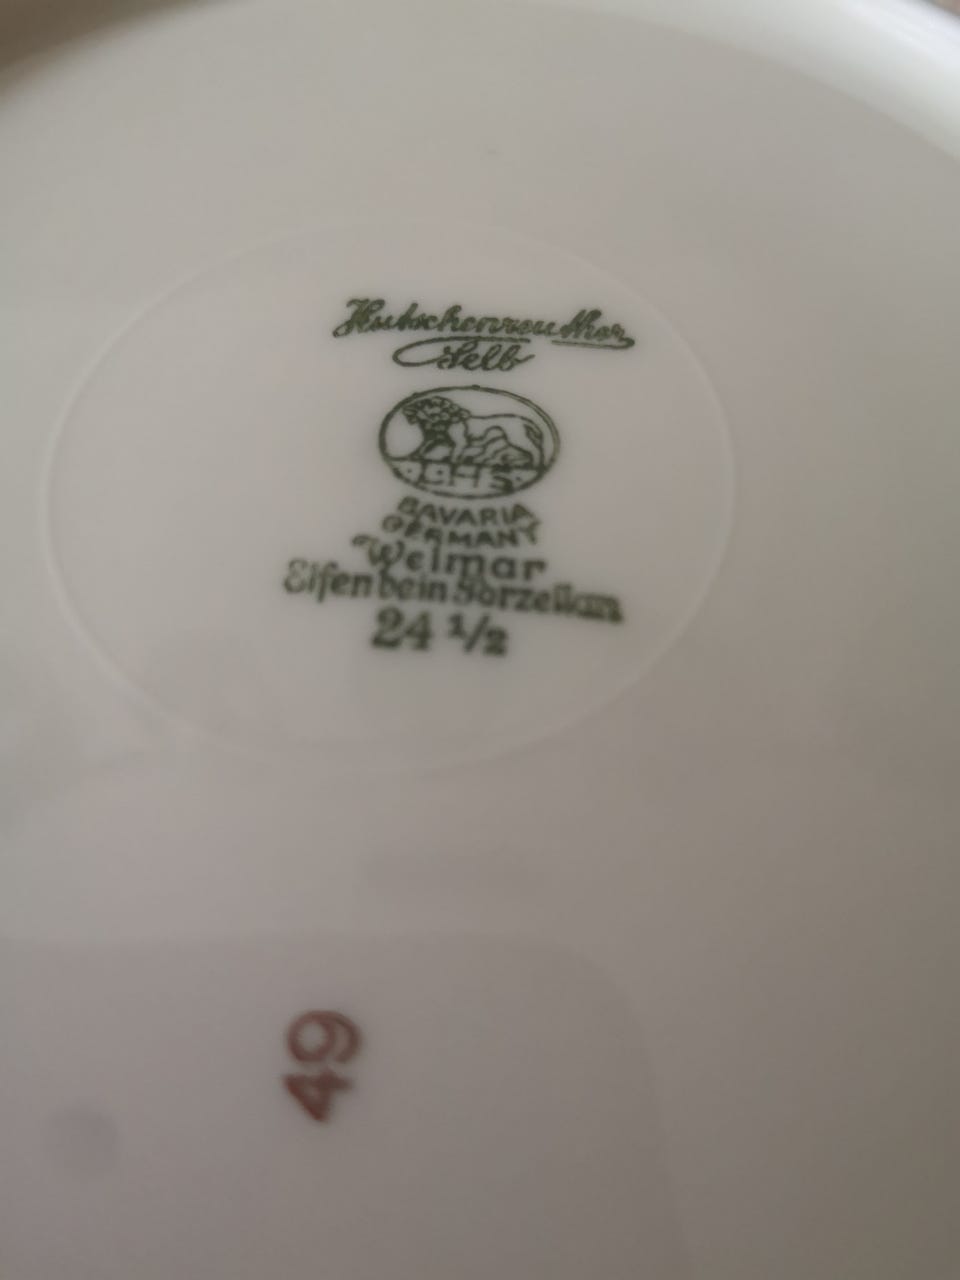 Hutschenreuther
Selb
BAVARIA
GERMANY
Weimar
Elfenbein Porzellan
24 1/2
49